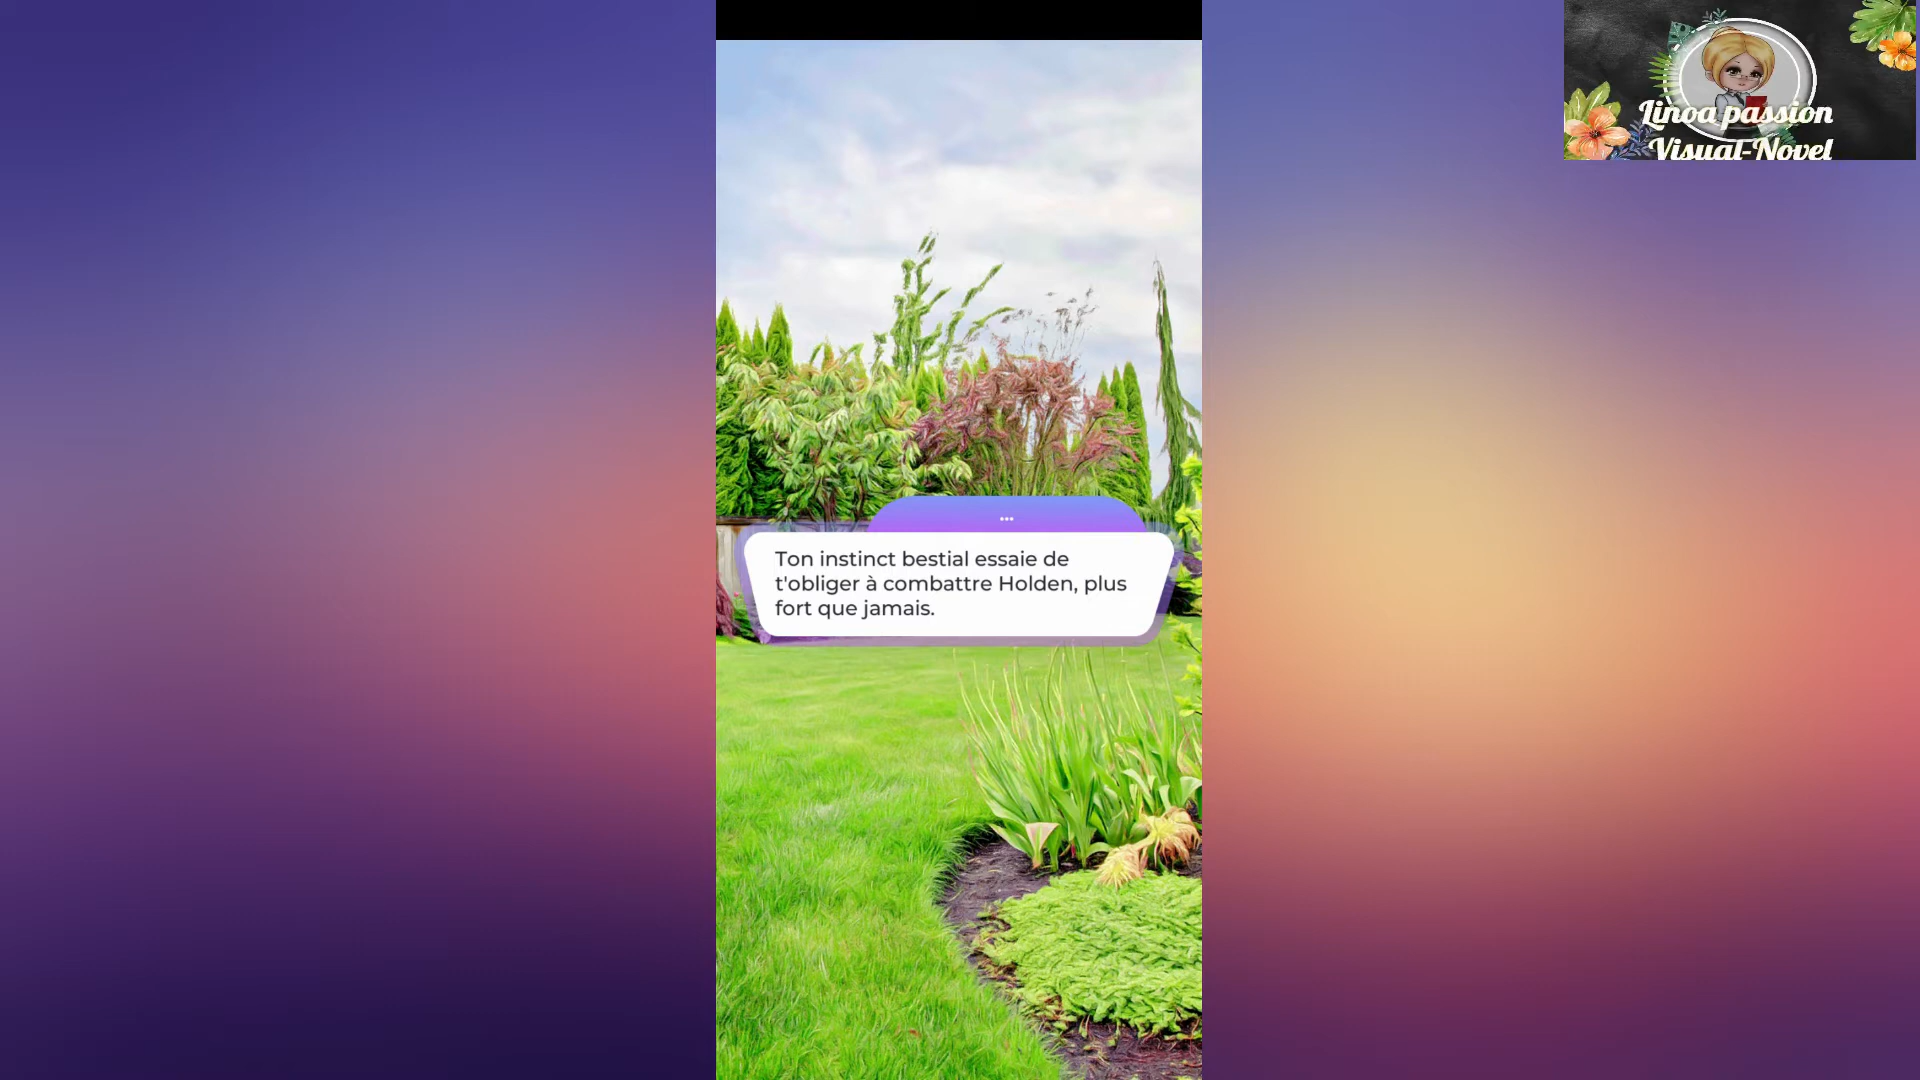 Linoa passion
Visual-Novel
...
Ton instinct bestial essaie de
t'obliger à combattre Holden, plus
fort que jamais.